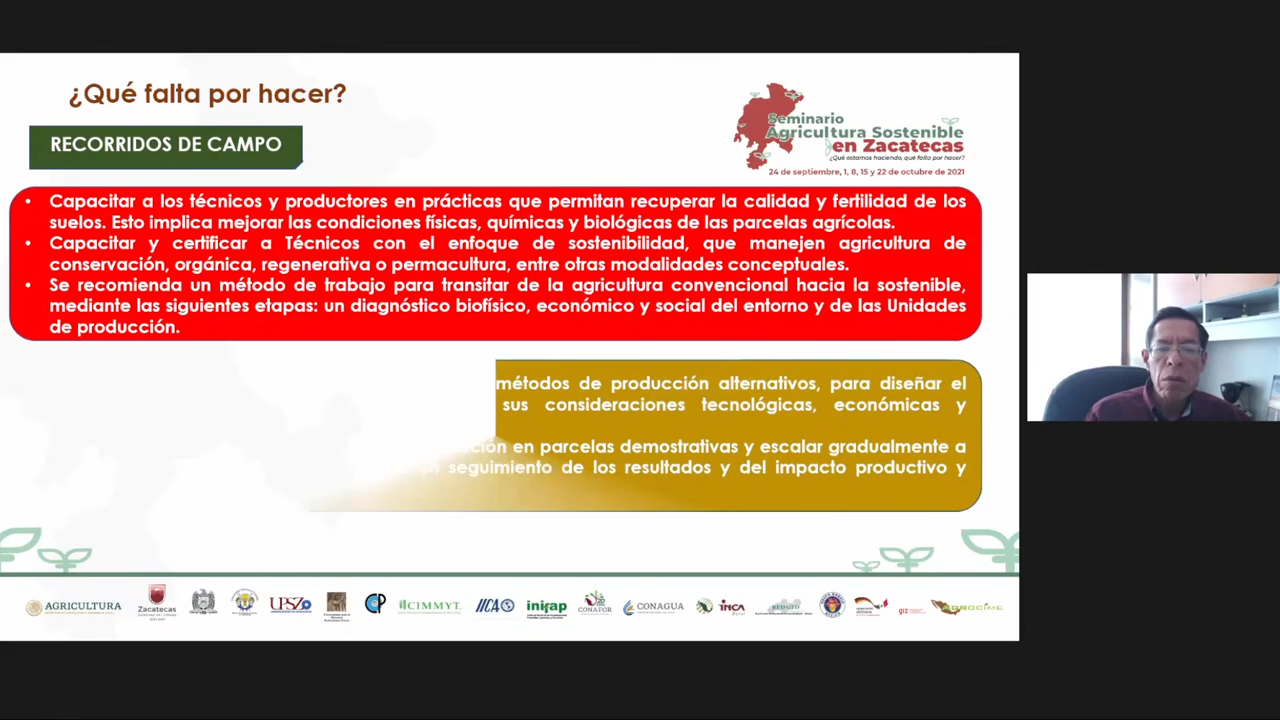 ¿Qué falta por hacer?
RECORRIDOS DE CAMPO
Seminario
Agricultura Sostenible
en Zacatecas
¿Qué estamos haciendo, qué falta por hacer?
24 de septiembre, 1, 8, 15 y 22 de octubre de 2021
• Capacitar a los técnicos y productores en prácticas que permitan recuperar la calidad y fertilidad de los
suelos. Esto implica mejorar las condiciones físicas, químicas y biológicas de las parcelas agrícolas.
• Capacitar y certificar a Técnicos con el enfoque de sostenibilidad, que manejen agricultura de
conservación, orgánica, regenerativa o permacultura, entre otras modalidades conceptuales.
• Se recomienda un método de trabajo para transitar de la agricultura convencional hacia la sostenible,
mediante las siguientes etapas: un diagnóstico biofísico, económico y social del entorno y de las Unidades
de producción.
métodos de producción alternativos, para diseñar el
sus consideraciones tecnológicas, económicas y
en parcelas demostrativas y escalar gradualmente a
seguimiento de los resultados y del impacto productivo y
AGRICULTURA
Zacatecas
UPSZ
CP
CIMMYT
IICA
inifap
CONAFOR
CONAGUA
INCA
REDGTD
giz
AGROCIME